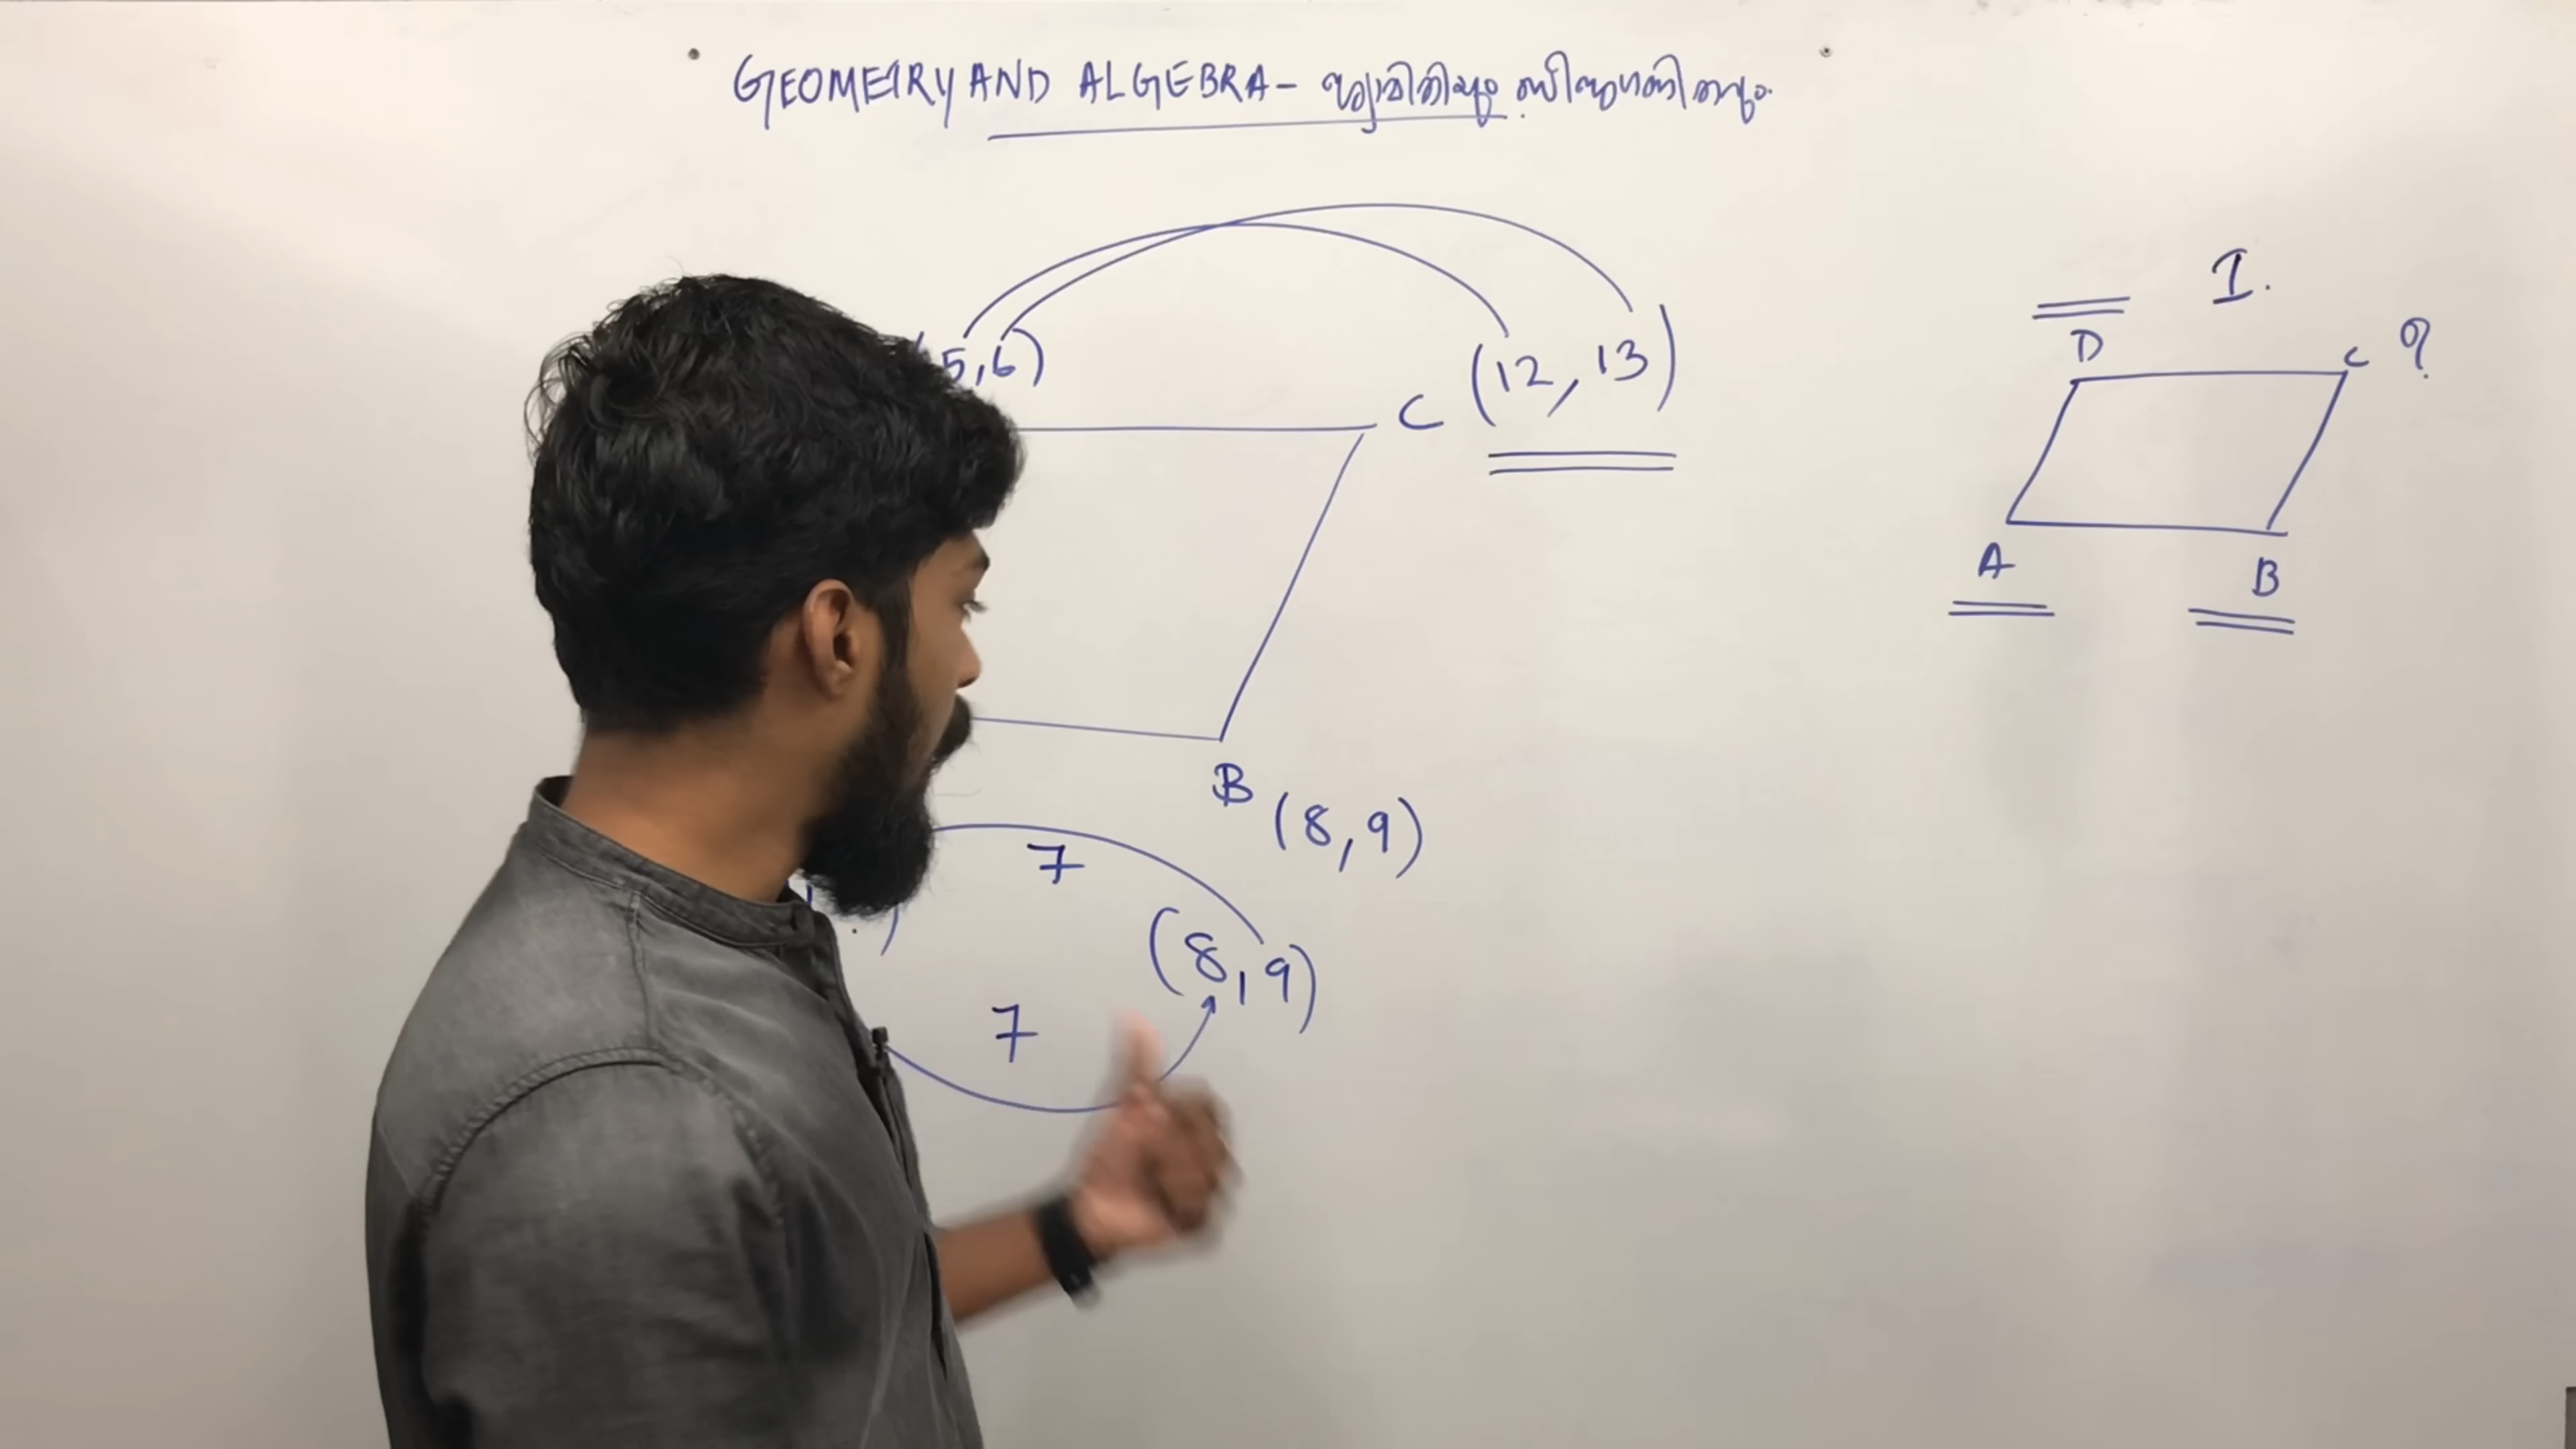 GEOMETRY AND ALGEBRA - ജ്യാമിതിയും ബീജഗണിതവും
5,6)
C (12, 13)
I.
D
C ?
A
B
B (8, 9)
7
)
(8, 9)
7